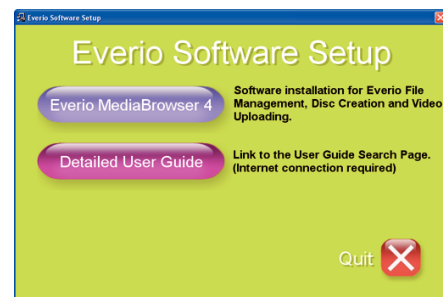 Everio Software Setup
Everio Software Setup
Everio MediaBrowser 4
Software installation for Everio File
Management, Disc Creation and Video
Uploading.
Detailed User Guide
Link to the User Guide Search Page.
(Internet connection required)
Quit